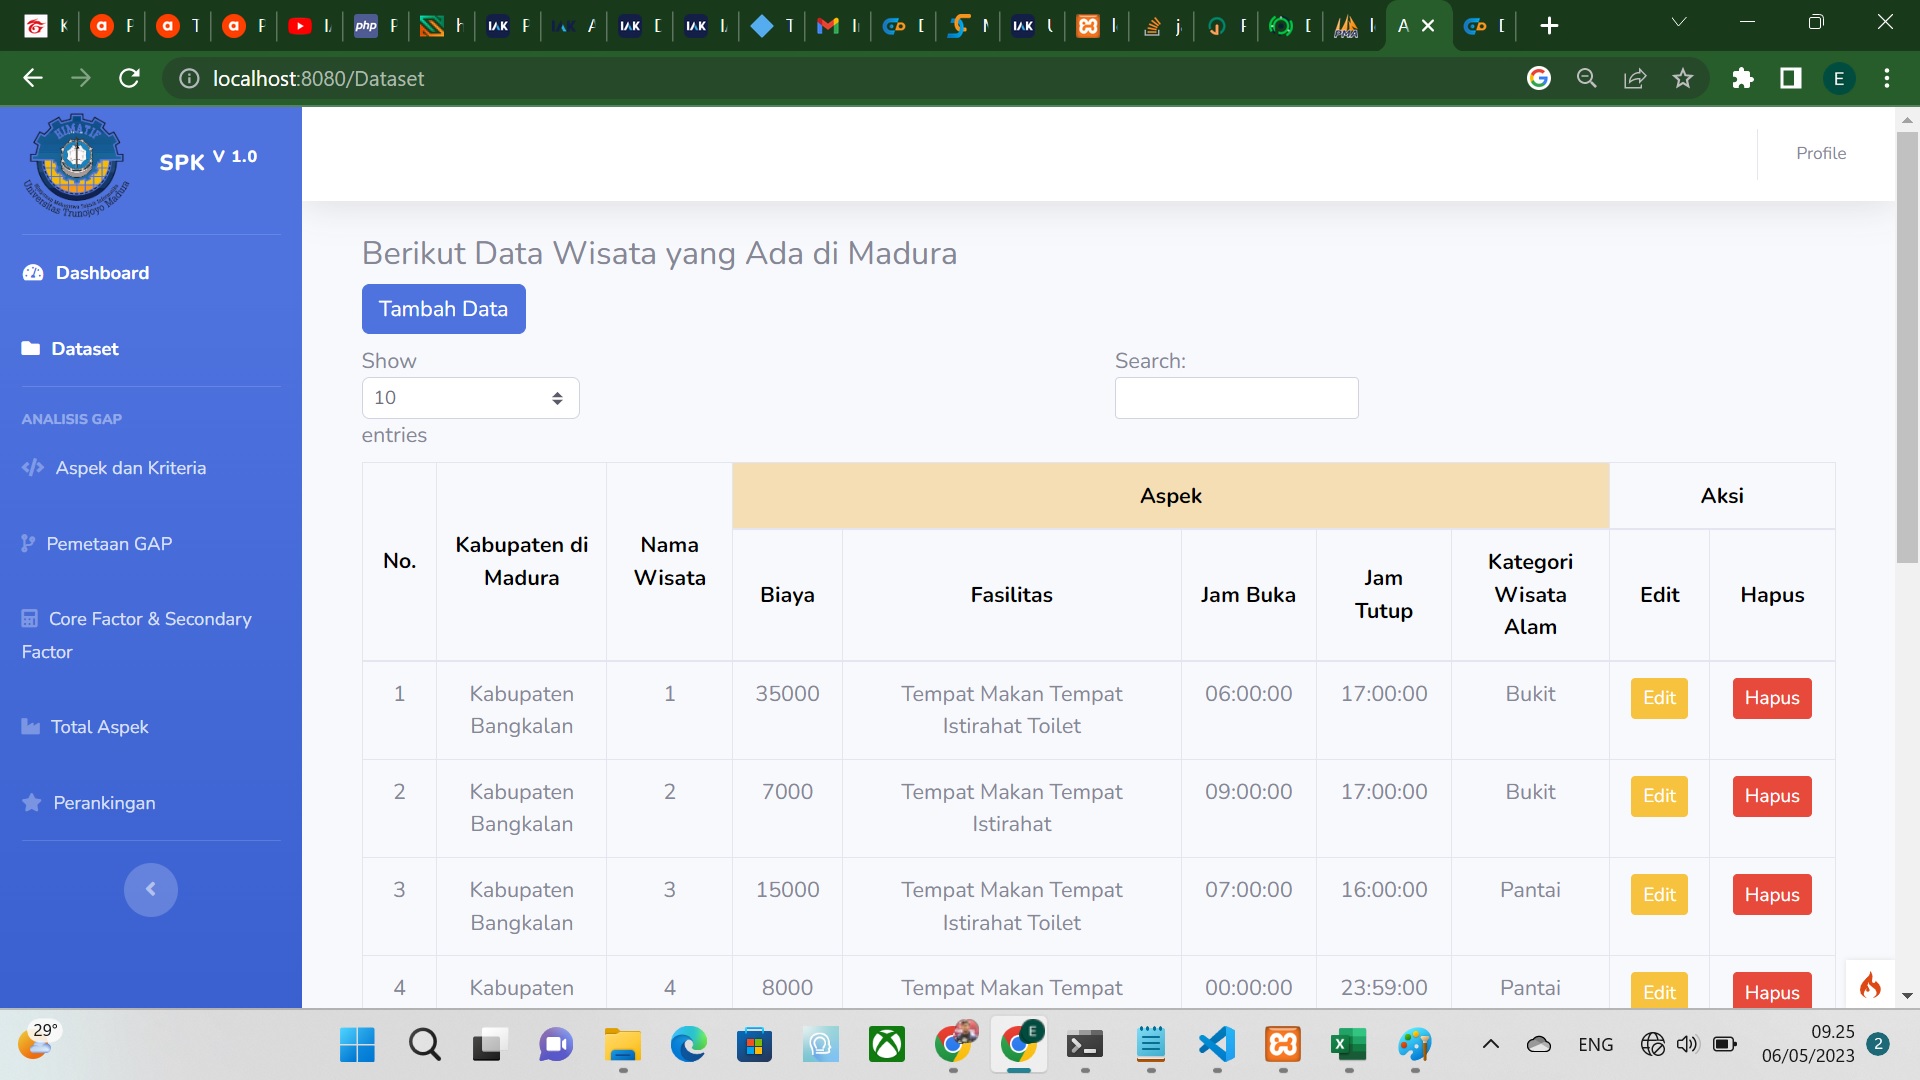 localhost:8080/Dataset
E
HIMATIF
Universitas Trunojoyo Madura
SPK V 1.0
Profile
Dashboard
Dataset
ANALISIS GAP
Aspek dan Kriteria
Pemetaan GAP
Core Factor & Secondary
Factor
Total Aspek
Perankingan
Berikut Data Wisata yang Ada di Madura
Tambah Data
Show
10
entries
Search:
No.
Kabupaten di
Madura
Nama
Wisata
Aspek
Aksi
Biaya
Fasilitas
Jam Buka
Jam
Tutup
Kategori
Wisata
Alam
Edit
Hapus
1 Kabupaten 1 35000 Tempat Makan Tempat 06:00:00 17:00:00 Bukit Edit Hapus
Bangkalan Istirahat Toilet
2 Kabupaten 2 7000 Tempat Makan Tempat 09:00:00 17:00:00 Bukit Edit Hapus
Bangkalan Istirahat
3 Kabupaten 3 15000 Tempat Makan Tempat 07:00:00 16:00:00 Pantai Edit Hapus
Bangkalan Istirahat Toilet
4 Kabupaten 4 8000 Tempat Makan Tempat 00:00:00 23:59:00 Pantai Edit Hapus
29°
ENG
09.25
06/05/2023
2